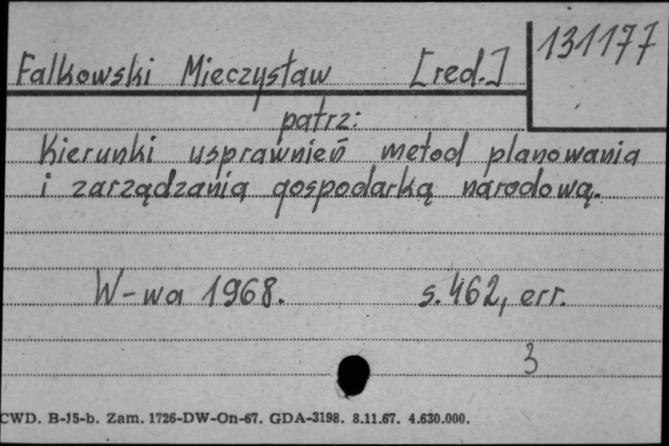 Falkowski Mieczysław [red.] 131177
patrz:
Kierunki usprawnień metod planowania
i zarządzania gospodarką narodową.
W-wa 1968. s. 462, err.
3
CWD. B-15-b. Zam. 1726-DW-On-67. GDA-3198. 8.11.67. 4.630.000.